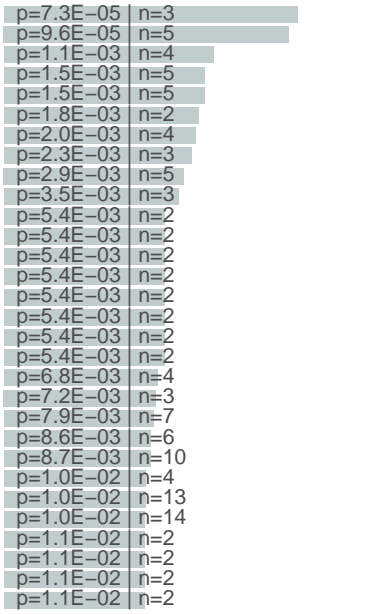 p=7.3E−05 | n=3
p=9.6E−05 | n=5
p=1.1E−03 | n=4
p=1.5E−03 | n=5
p=1.5E−03 | n=5
p=1.8E−03 | n=2
p=2.0E−03 | n=4
p=2.3E−03 | n=3
p=2.9E−03 | n=5
p=3.5E−03 | n=3
p=5.4E−03 | n=2
p=5.4E−03 | n=2
p=5.4E−03 | n=2
p=5.4E−03 | n=2
p=5.4E−03 | n=2
p=5.4E−03 | n=2
p=5.4E−03 | n=2
p=5.4E−03 | n=2
p=6.8E−03 | n=4
p=7.2E−03 | n=3
p=7.9E−03 | n=7
p=8.6E−03 | n=6
p=8.7E−03 | n=10
p=1.0E−02 | n=4
p=1.0E−02 | n=13
p=1.0E−02 | n=14
p=1.1E−02 | n=2
p=1.1E−02 | n=2
p=1.1E−02 | n=2
p=1.1E−02 | n=2